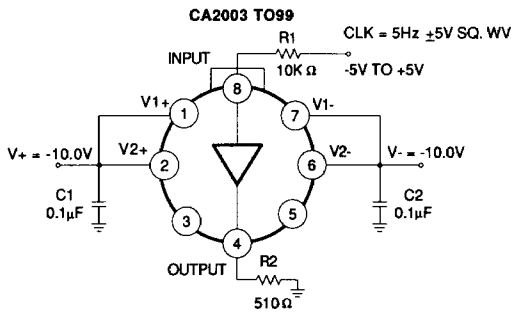 CA2003 TO99
CLK = 5Hz ±5V SQ. WV
R1
INPUT
10K Ω
-5V TO +5V
8
V1+
1
7
V1-
V+ = -10.0V
V2+
2
6
V2-
V- = -10.0V
C1
0.1µF
3
5
C2
0.1µF
4
OUTPUT
R2
510Ω